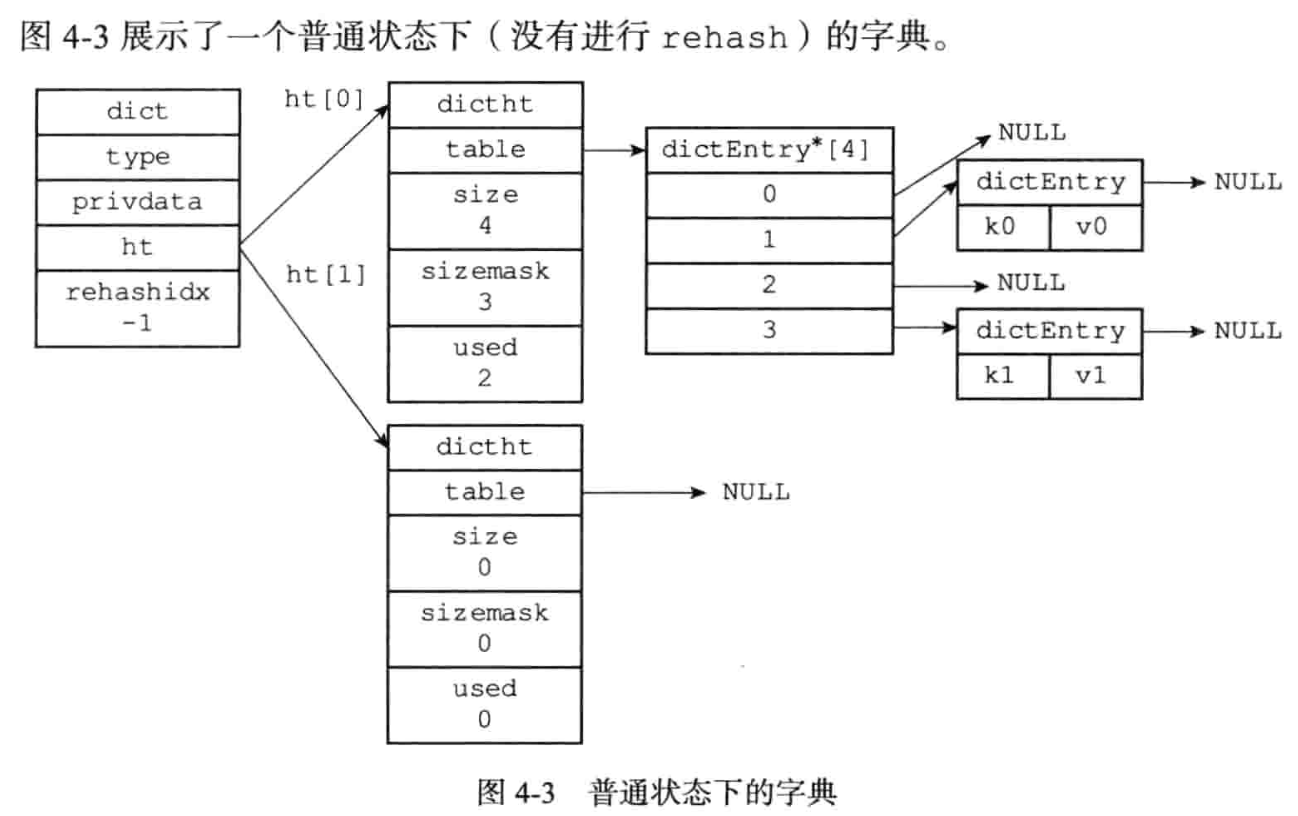 图 4-3 展示了一个普通状态下（没有进行 rehash）的字典。
dict
type
privdata
ht
rehashidx
-1
ht[0]
ht[1]
dictht
table
size
4
sizemask
3
used
2
dictht
table
size
0
sizemask
0
used
0
NULL
dictEntry*[4]
0
1
2
3
NULL
dictEntry
k0 v0
NULL
NULL
dictEntry
k1 v1
NULL
图 4-3 普通状态下的字典